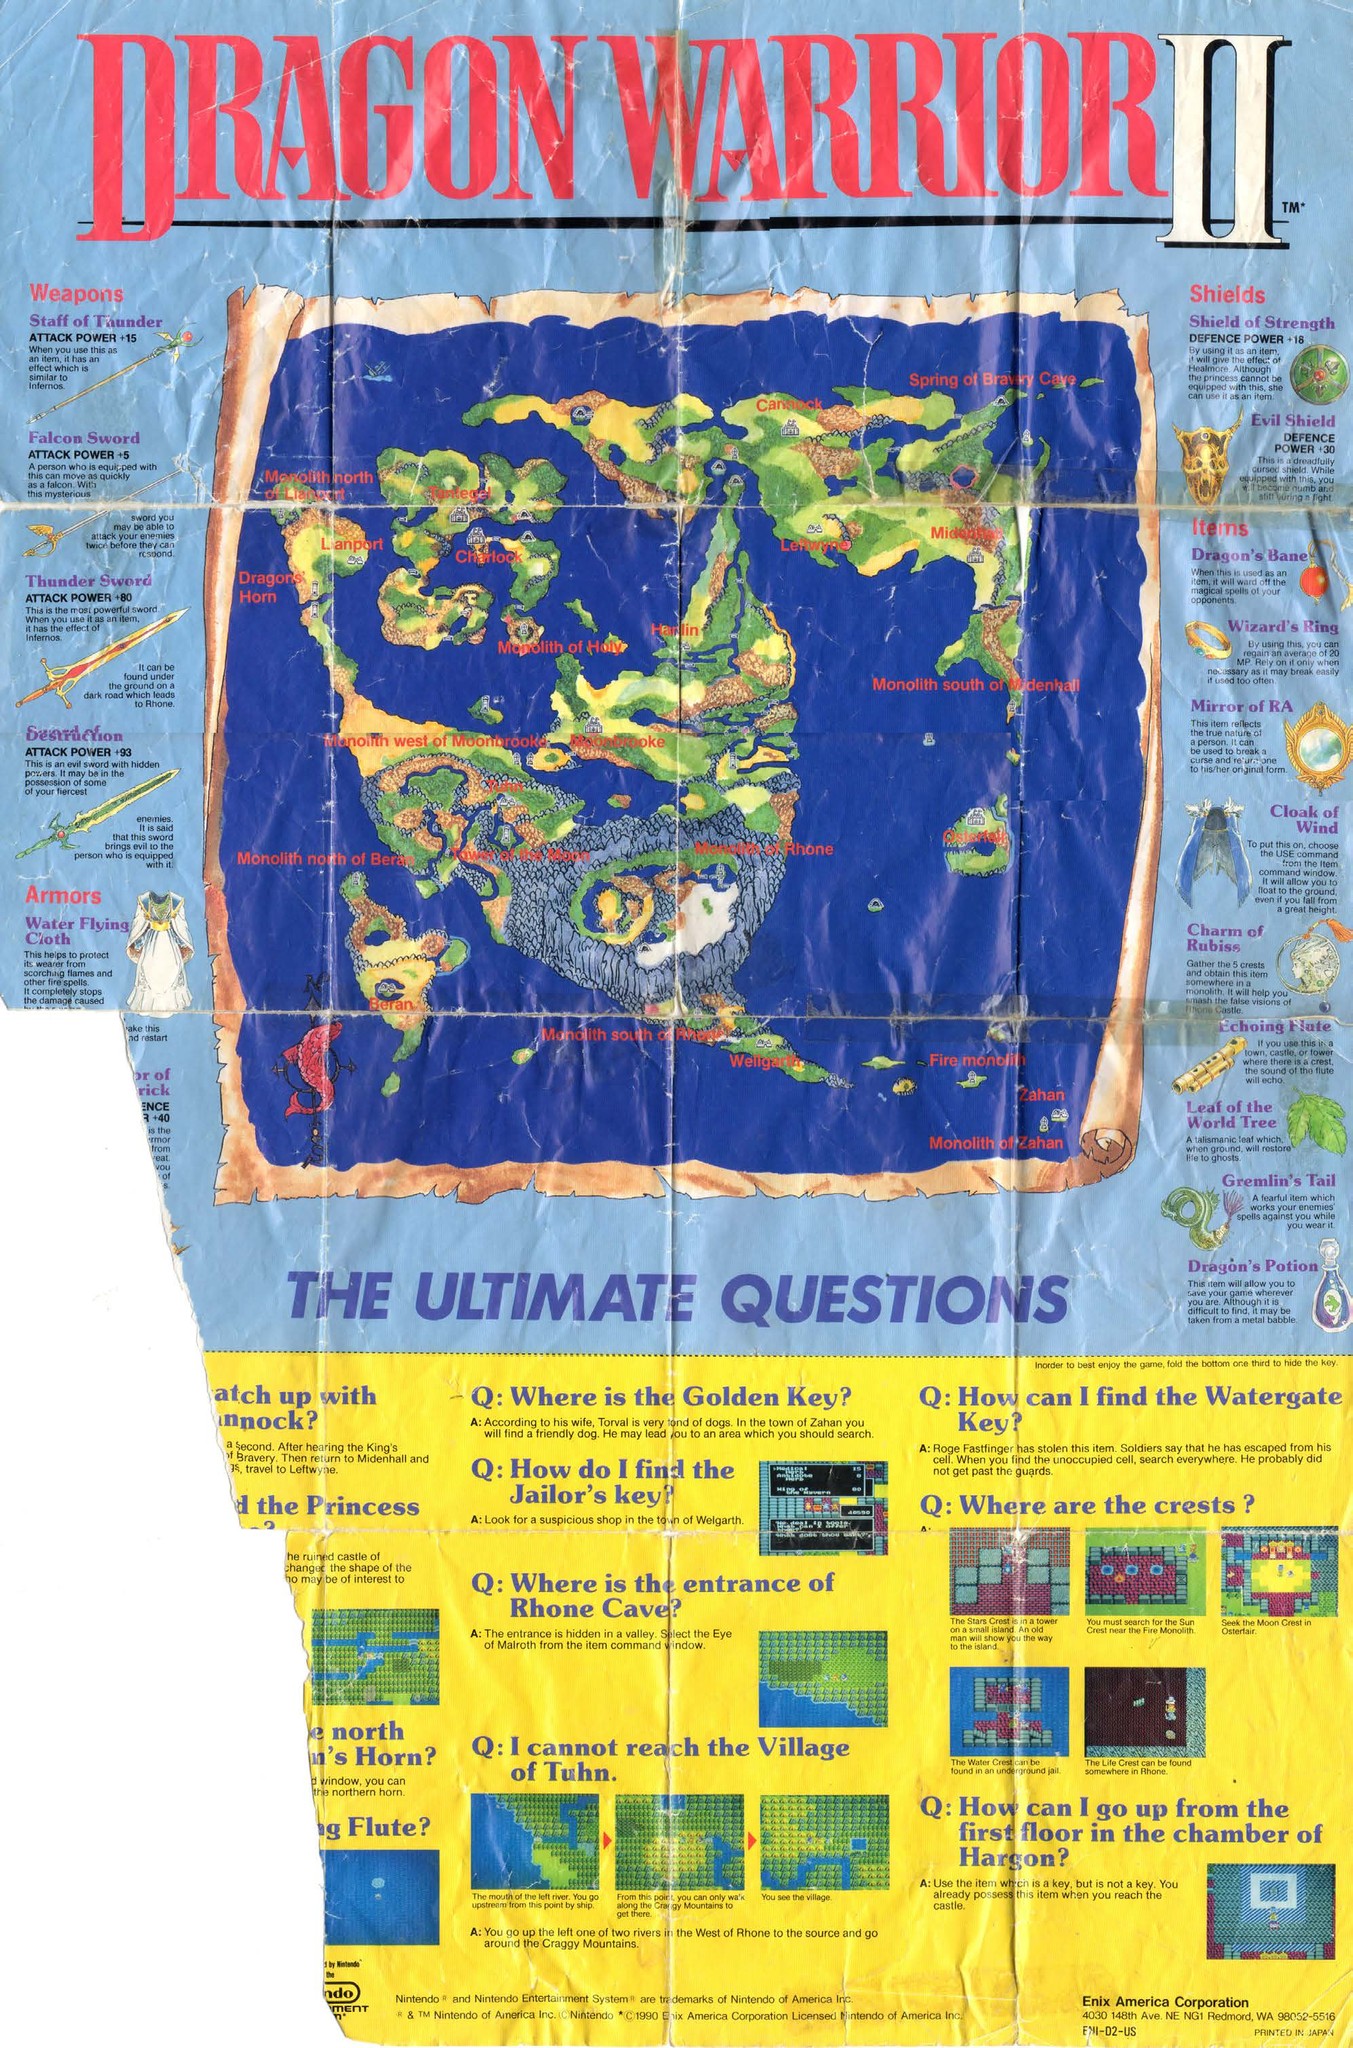 DRAGON WARRIOR II
TM*
Weapons
Staff of Thunder
ATTACK POWER +15
When you use this as
an item, it has an
effect which is
similar to
Infernos.
Falcon Sword
ATTACK POWER +5
A person who is equipped with
this can move as quickly
as a falcon. With
this mysterious
sword you
may be able to
attack your enemies
twice before they can
respond.
Thunder Sword
ATTACK POWER +80
This is the most powerful sword.
When you use it as an item,
it has the effect of
Infernos.
It can be
found under
the ground on a
dark road which leads
to Rhone.
Destruction
ATTACK POWER +93
This is an evil sword with hidden
powers. It may be in the
possession of some
of your fiercest
enemies.
It is said
that this sword
brings evil to the
person who is equipped
with it.
Armors
Water Flying
Cloth
This helps to protect
its wearer from
scorching flames and
other fire spells.
It completely stops
the damage caused
ake this
nd restart
or of
rick
ENCE
R +40
is the
rmor
from
eat.
you
of
s.
Spring of Bravery Cave
Cannock
Monolith north
of Lianport
Tantegel
Lianport
Charlock
Leftwyne
Midenhall
Dragons
Horn
Hamlin
Monolith of Holy
Monolith south of Midenhall
Monolith west of Moonbrooke
Moonbrooke
Tuhn
Osterfair
Monolith north of Beran
Tower of the Moon
Monolith of Rhone
Beran
Monolith south of Rhone
Wellgarth
Fire monolith
Zahan
Monolith of Zahan
Shields
Shield of Strength
DEFENCE POWER +18
By using it as an item,
it will give the effect of
Healmore. Although
the princess cannot be
equipped with this, she
can use it as an item.
Evil Shield
DEFENCE
POWER +30
This is a dreadfully
cursed shield. While
equipped with this, you
will become numb and
still during a fight.
Items
Dragon's Bane
When this is used as an
item, it will ward off the
magical spells of your
opponents.
Wizard's Ring
By using this, you can
regain an average of 20
MP. Rely on it only when
necessary as it may break easily
if used too often.
Mirror of RA
This item reflects
the true nature of
a person. It can
be used to break a
curse and return one
to his/her original form.
Cloak of
Wind
To put this on, choose
the USE command
from the Item
command window.
It will allow you to
float to the ground,
even if you fall from
a great height.
Charm of
Rubiss
Gather the 5 crests
and obtain this item
somewhere in a
monolith. It will help you
smash the false visions of
Rhone Castle.
Echoing Flute
If you use this in a
town, castle, or tower
where there is a crest,
the sound of the flute
will echo.
Leaf of the
World Tree
A talismanic leaf which,
when ground, will restore
life to ghosts.
Gremlin's Tail
A fearful item which
works your enemies'
spells against you while
you wear it.
Dragon's Potion
This item will allow you to
save your game wherever
you are. Although it is
difficult to find, it may be
taken from a metal babble.
THE ULTIMATE QUESTIONS
Inorder to best enjoy the game, fold the bottom one third to hide the key.
atch up with
nnock?
a second. After hearing the King's
of Bravery. Then return to Midenhall and
gs, travel to Leftwyne.
d the Princess
he ruined castle of
changed the shape of the
ho may be of interest to
e north
n's Horn?
d window, you can
the northern horn.
ng Flute?
Q: Where is the Golden Key?
A: According to his wife, Torval is very fond of dogs. In the town of Zahan you
will find a friendly dog. He may lead you to an area which you should search.
Q: How do I find the
Jailor's key?
A: Look for a suspicious shop in the town of Welgarth.
Q: Where is the entrance of
Rhone Cave?
A: The entrance is hidden in a valley. Select the Eye
of Malroth from the item command window.
Q: I cannot reach the Village
of Tuhn.
The mouth of the left river. You go
upstream from this point by ship.
From this point, you can only walk
along the Craggy Mountains to
get there.
You see the village.
A: You go up the left one of two rivers in the West of Rhone to the source and go
around the Craggy Mountains.
Q: How can I find the Watergate
Key?
A: Roge Fastfinger has stolen this item. Soldiers say that he has escaped from his
cell. When you find the unoccupied cell, search everywhere. He probably did
not get past the guards.
Q: Where are the crests ?
A:
The Stars Crest is in a tower
on a small island. An old
man will show you the way
to the island.
You must search for the Sun
Crest near the Fire Monolith.
Seek the Moon Crest in
Osterfair.
The Water Crest can be
found in an underground jail.
The Life Crest can be found
somewhere in Rhone.
Q: How can I go up from the
first floor in the chamber of
Hargon?
A: Use the item which is a key, but is not a key. You
already possess this item when you reach the
castle.
d by Nintendo
the
ndo
MENT
Nintendo® and Nintendo Entertainment System® are trademarks of Nintendo of America Inc.
® & TM Nintendo of America Inc. ©Nintendo *©1990 Enix America Corporation Licensed Nintendo of America Inc.
Enix America Corporation
4030 148th Ave. NE NG1 Redmord, WA 98052-5516
ENI-D2-US
PRINTED IN JAPAN